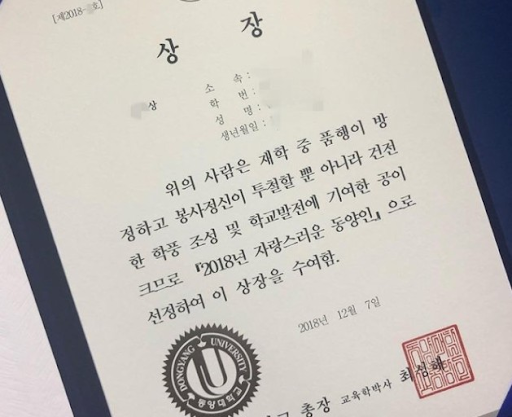 [제2018- 호]
상 장
상
소 속 :
학 번 :
성 명 :
생년월일 :
위의 사람은 재학 중 품행이 방
정하고 봉사정신이 투철할 뿐 아니라 건전
한 학풍 조성 및 학교발전에 기여한 공이
크므로 『2018년 자랑스러운 동양인』으로
선정하여 이 상장을 수여함.
2018년 12월 7일
DONGYANG UNIVERSITY
동양대학교
총장 교육학박사 최성해